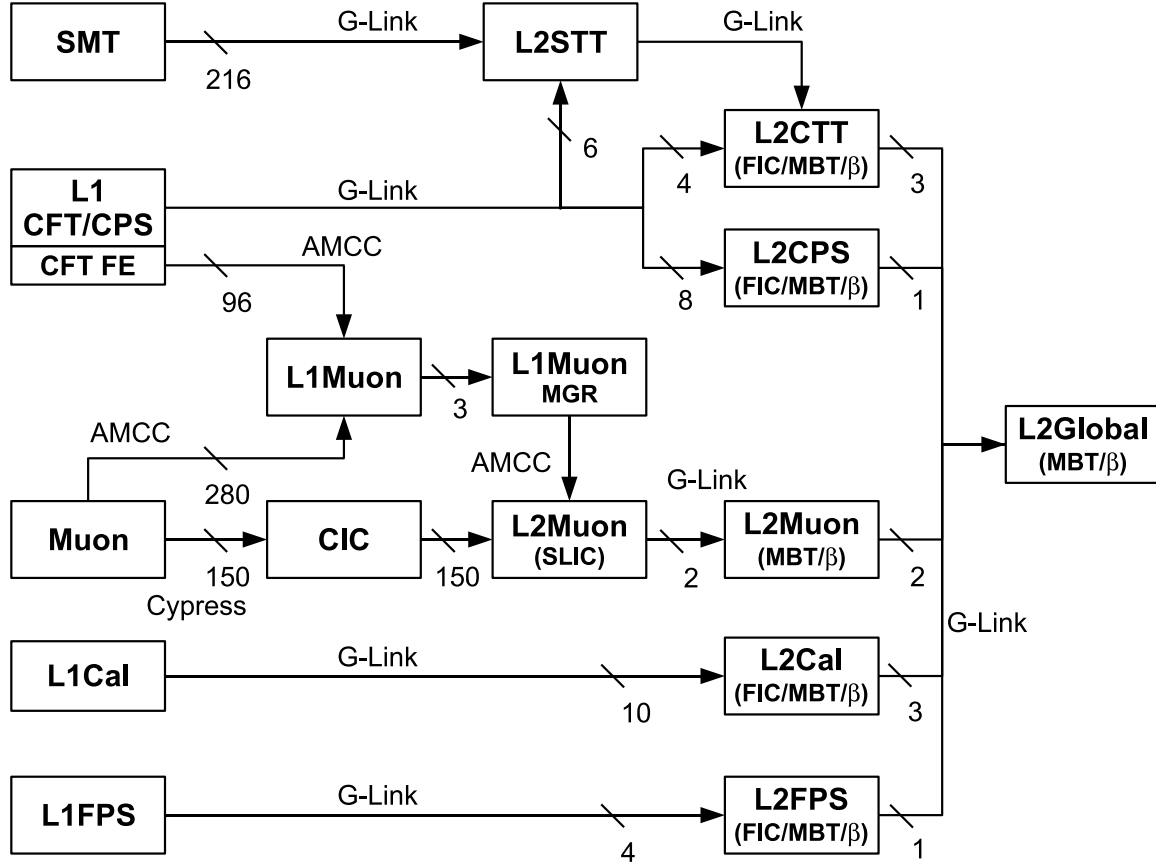 SMT
G-Link
216
L2STT
G-Link
L2CTT
(FIC/MBT/β)
3
6
4
L1
CFT/CPS
G-Link
CFT FE
AMCC
96
L2CPS
(FIC/MBT/β)
8
1
L1Muon
3
L1Muon
MGR
L2Global
(MBT/β)
AMCC
280
AMCC
G-Link
Muon
150
Cypress
CIC
150
L2Muon
(SLIC)
2
L2Muon
(MBT/β)
2
G-Link
L1Cal
G-Link
10
L2Cal
(FIC/MBT/β)
3
L1FPS
G-Link
4
L2FPS
(FIC/MBT/β)
1